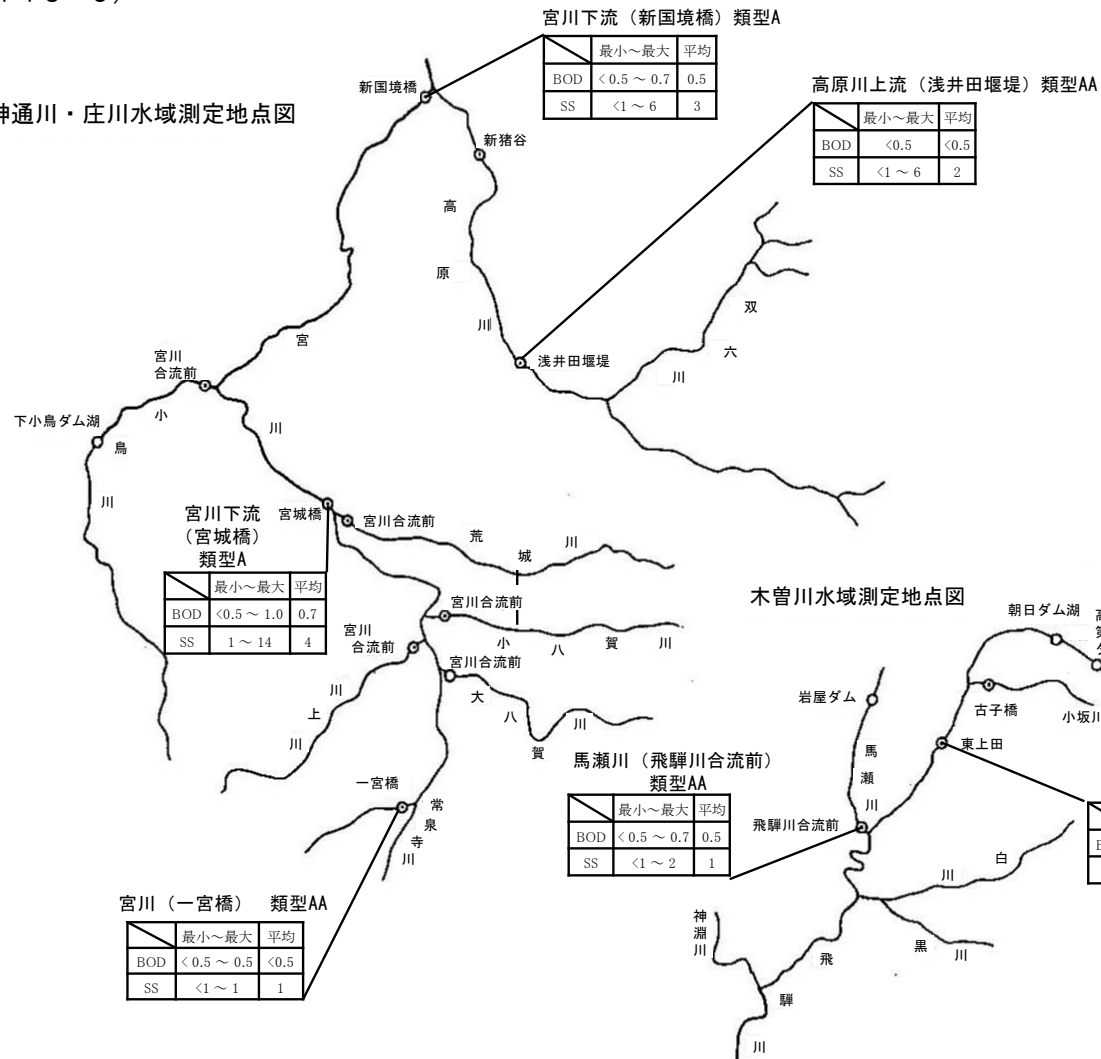 宮川下流（新国境橋）類型A
最小～最大 平均
BOD <0.5 ～ 0.7 0.5
SS <1 ～ 6 3
新国境橋
神通川・庄川水域測定地点図
高原川上流（浅井田堰堤）類型AA
最小～最大 平均
BOD <0.5 <0.5
SS <1 ～ 6 2
新猪谷
高原川
双六川
浅井田堰堤
宮川
宮川
合流前
下小鳥ダム湖
小鳥川
宮城橋
宮川合流前
荒城川
宮川下流
（宮城橋）
類型A
最小～最大 平均
BOD <0.5 ～ 1.0 0.7
SS 1 ～ 14 4
宮川合流前
小八賀川
宮川
合流前
川上川
宮川合流前
大八賀川
一宮橋
常泉寺川
宮川（一宮橋） 類型AA
最小～最大 平均
BOD <0.5 ～ 0.5 <0.5
SS <1 ～ 1 1
木曽川水域測定地点図
朝日ダム湖
岩屋ダム
古子橋
小坂川
東上田
馬瀬川
馬瀬川（飛騨川合流前）
類型AA
最小～最大 平均
BOD <0.5 ～ 0.7 0.5
SS <1 ～ 2 1
飛騨川合流前
白川
黒川
神淵川
飛騨川